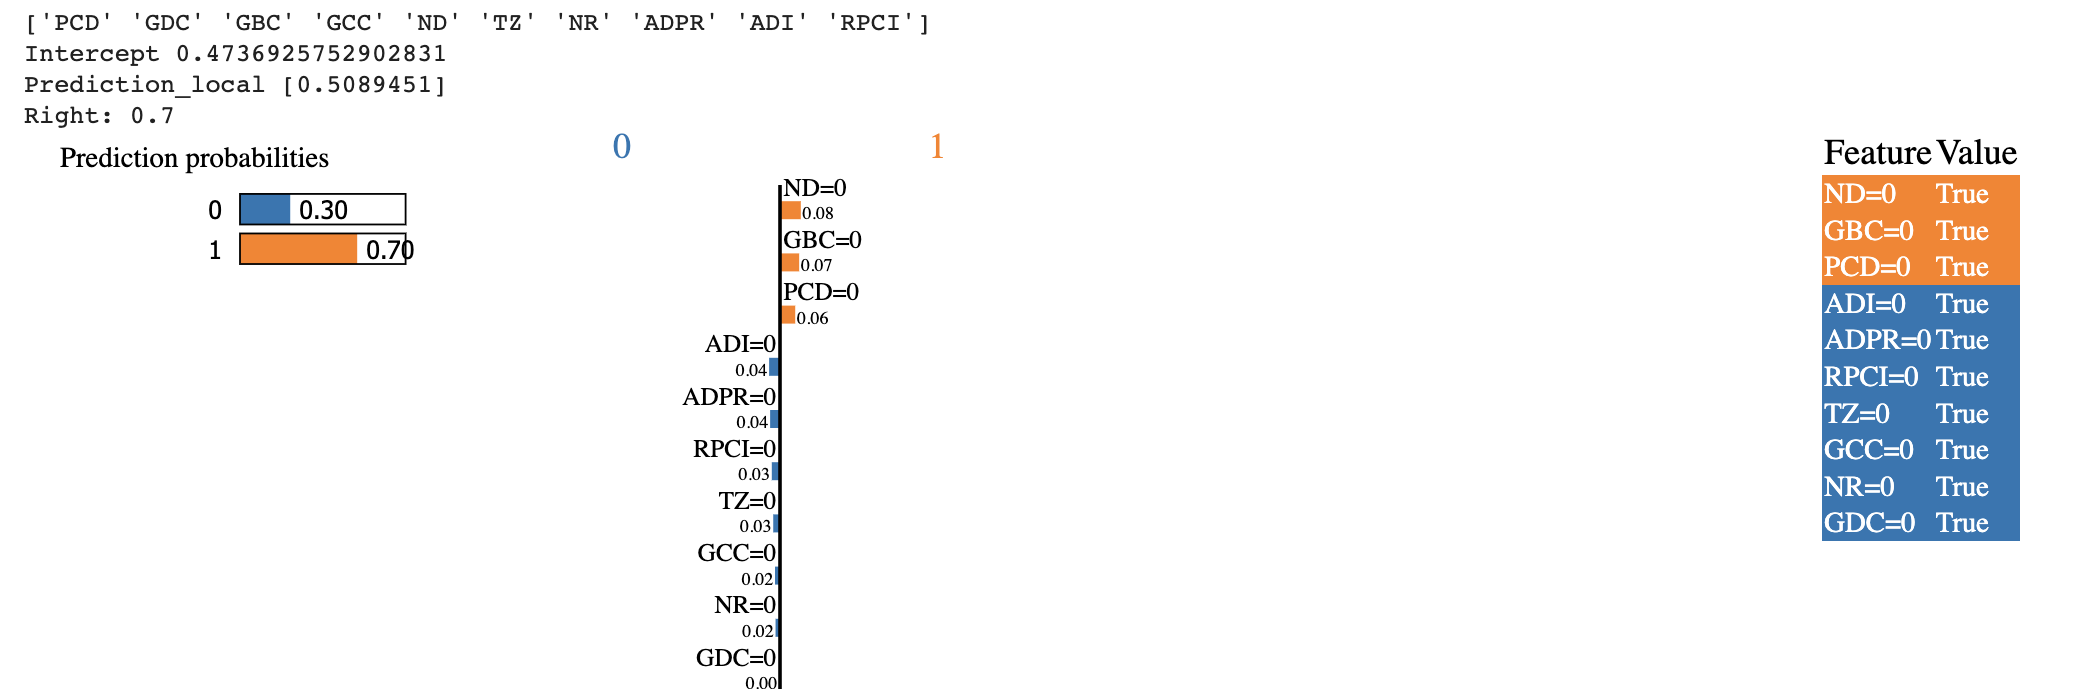 ['PCD' 'GDC' 'GBC' 'GCC' 'ND' 'TZ' 'NR' 'ADPR' 'ADI' 'RPCI']
Intercept 0.4736925752902831
Prediction_local [0.5089451]
Right: 0.7
Prediction probabilities
0 0.30
1 0.70
0 1
ND=0
0.08
GBC=0
0.07
PCD=0
0.06
ADI=0
0.04
ADPR=0
0.04
RPCI=0
0.03
TZ=0
0.03
GCC=0
0.02
NR=0
0.02
GDC=0
0.00
Feature Value
ND=0 True
GBC=0 True
PCD=0 True
ADI=0 True
ADPR=0 True
RPCI=0 True
TZ=0 True
GCC=0 True
NR=0 True
GDC=0 True